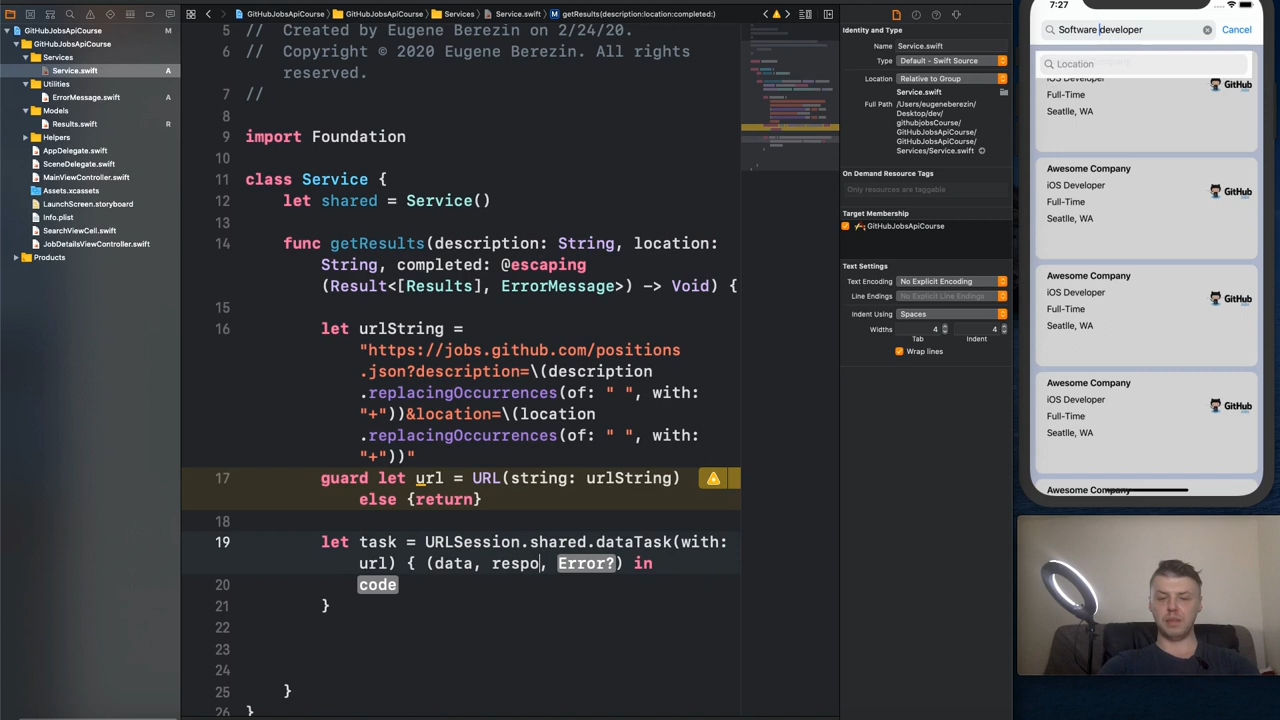 GitHubJobsApiCourse M
GitHubJobsApiCourse
Services
Service.swift A
Utilities
ErrorMessage.swift A
Models
Results.swift R
Helpers
AppDelegate.swift
SceneDelegate.swift
MainViewController.swift
Assets.xcassets
LaunchScreen.storyboard
Info.plist
SearchViewCell.swift
JobDetailsViewController.swift
Products
GitHubJobsApiCourse GitHubJobsApiCourse Services Service.swift M getResults(description:location:completed:)
5 // Created by Eugene Berezin on 2/24/20.
6 // Copyright © 2020 Eugene Berezin. All rights
reserved.
7 //
8
9 import Foundation
10
11 class Service {
12 let shared = Service()
13
14 func getResults(description: String, location:
String, completed: @escaping
(Result<[Results], ErrorMessage>) -> Void) {
15
16 let urlString =
"https://jobs.github.com/positions
.json?description=\(description
.replacingOccurrences(of: " ", with:
"+"))&location=\(location
.replacingOccurrences(of: " ", with:
"+"))"
17 guard let url = URL(string: urlString)
else {return}
18
19 let task = URLSession.shared.dataTask(with:
url) { (data, respo, Error?) in
20 code
21 }
22
23
24
25 }
26 }
Identity and Type
Name Service.swift
Type Default - Swift Source
Location Relative to Group
Service.swift
Full Path /Users/eugeneberezin/
Desktop/dev/
githubjobsApiCourse/
GitHubJobsApiCourse/
GitHubJobsApiCourse/
Services/Service.swift
On Demand Resource Tags
Only resources are taggable
Target Membership
GitHubJobsApiCourse
Text Settings
Text Encoding No Explicit Encoding
Line Endings No Explicit Line Endings
Indent Using Spaces
Widths 4 4
Tab Indent
Wrap lines
7:27
Software developer Cancel
Location
iOS Developer
Full-Time
Seatlle, WA
GitHub
Awesome Company
iOS Developer
Full-Time
Seatlle, WA
GitHub
Awesome Company
iOS Developer
Full-Time
Seatlle, WA
GitHub
Awesome Company
iOS Developer
Full-Time
Seatlle, WA
GitHub
Awesome Company